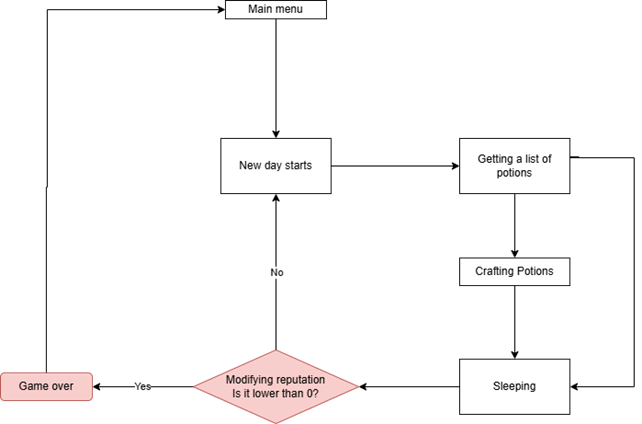 Main menu
New day starts
Getting a list of
potions
Crafting Potions
No
Sleeping
Modifying reputation
Is it lower than 0?
Yes
Game over